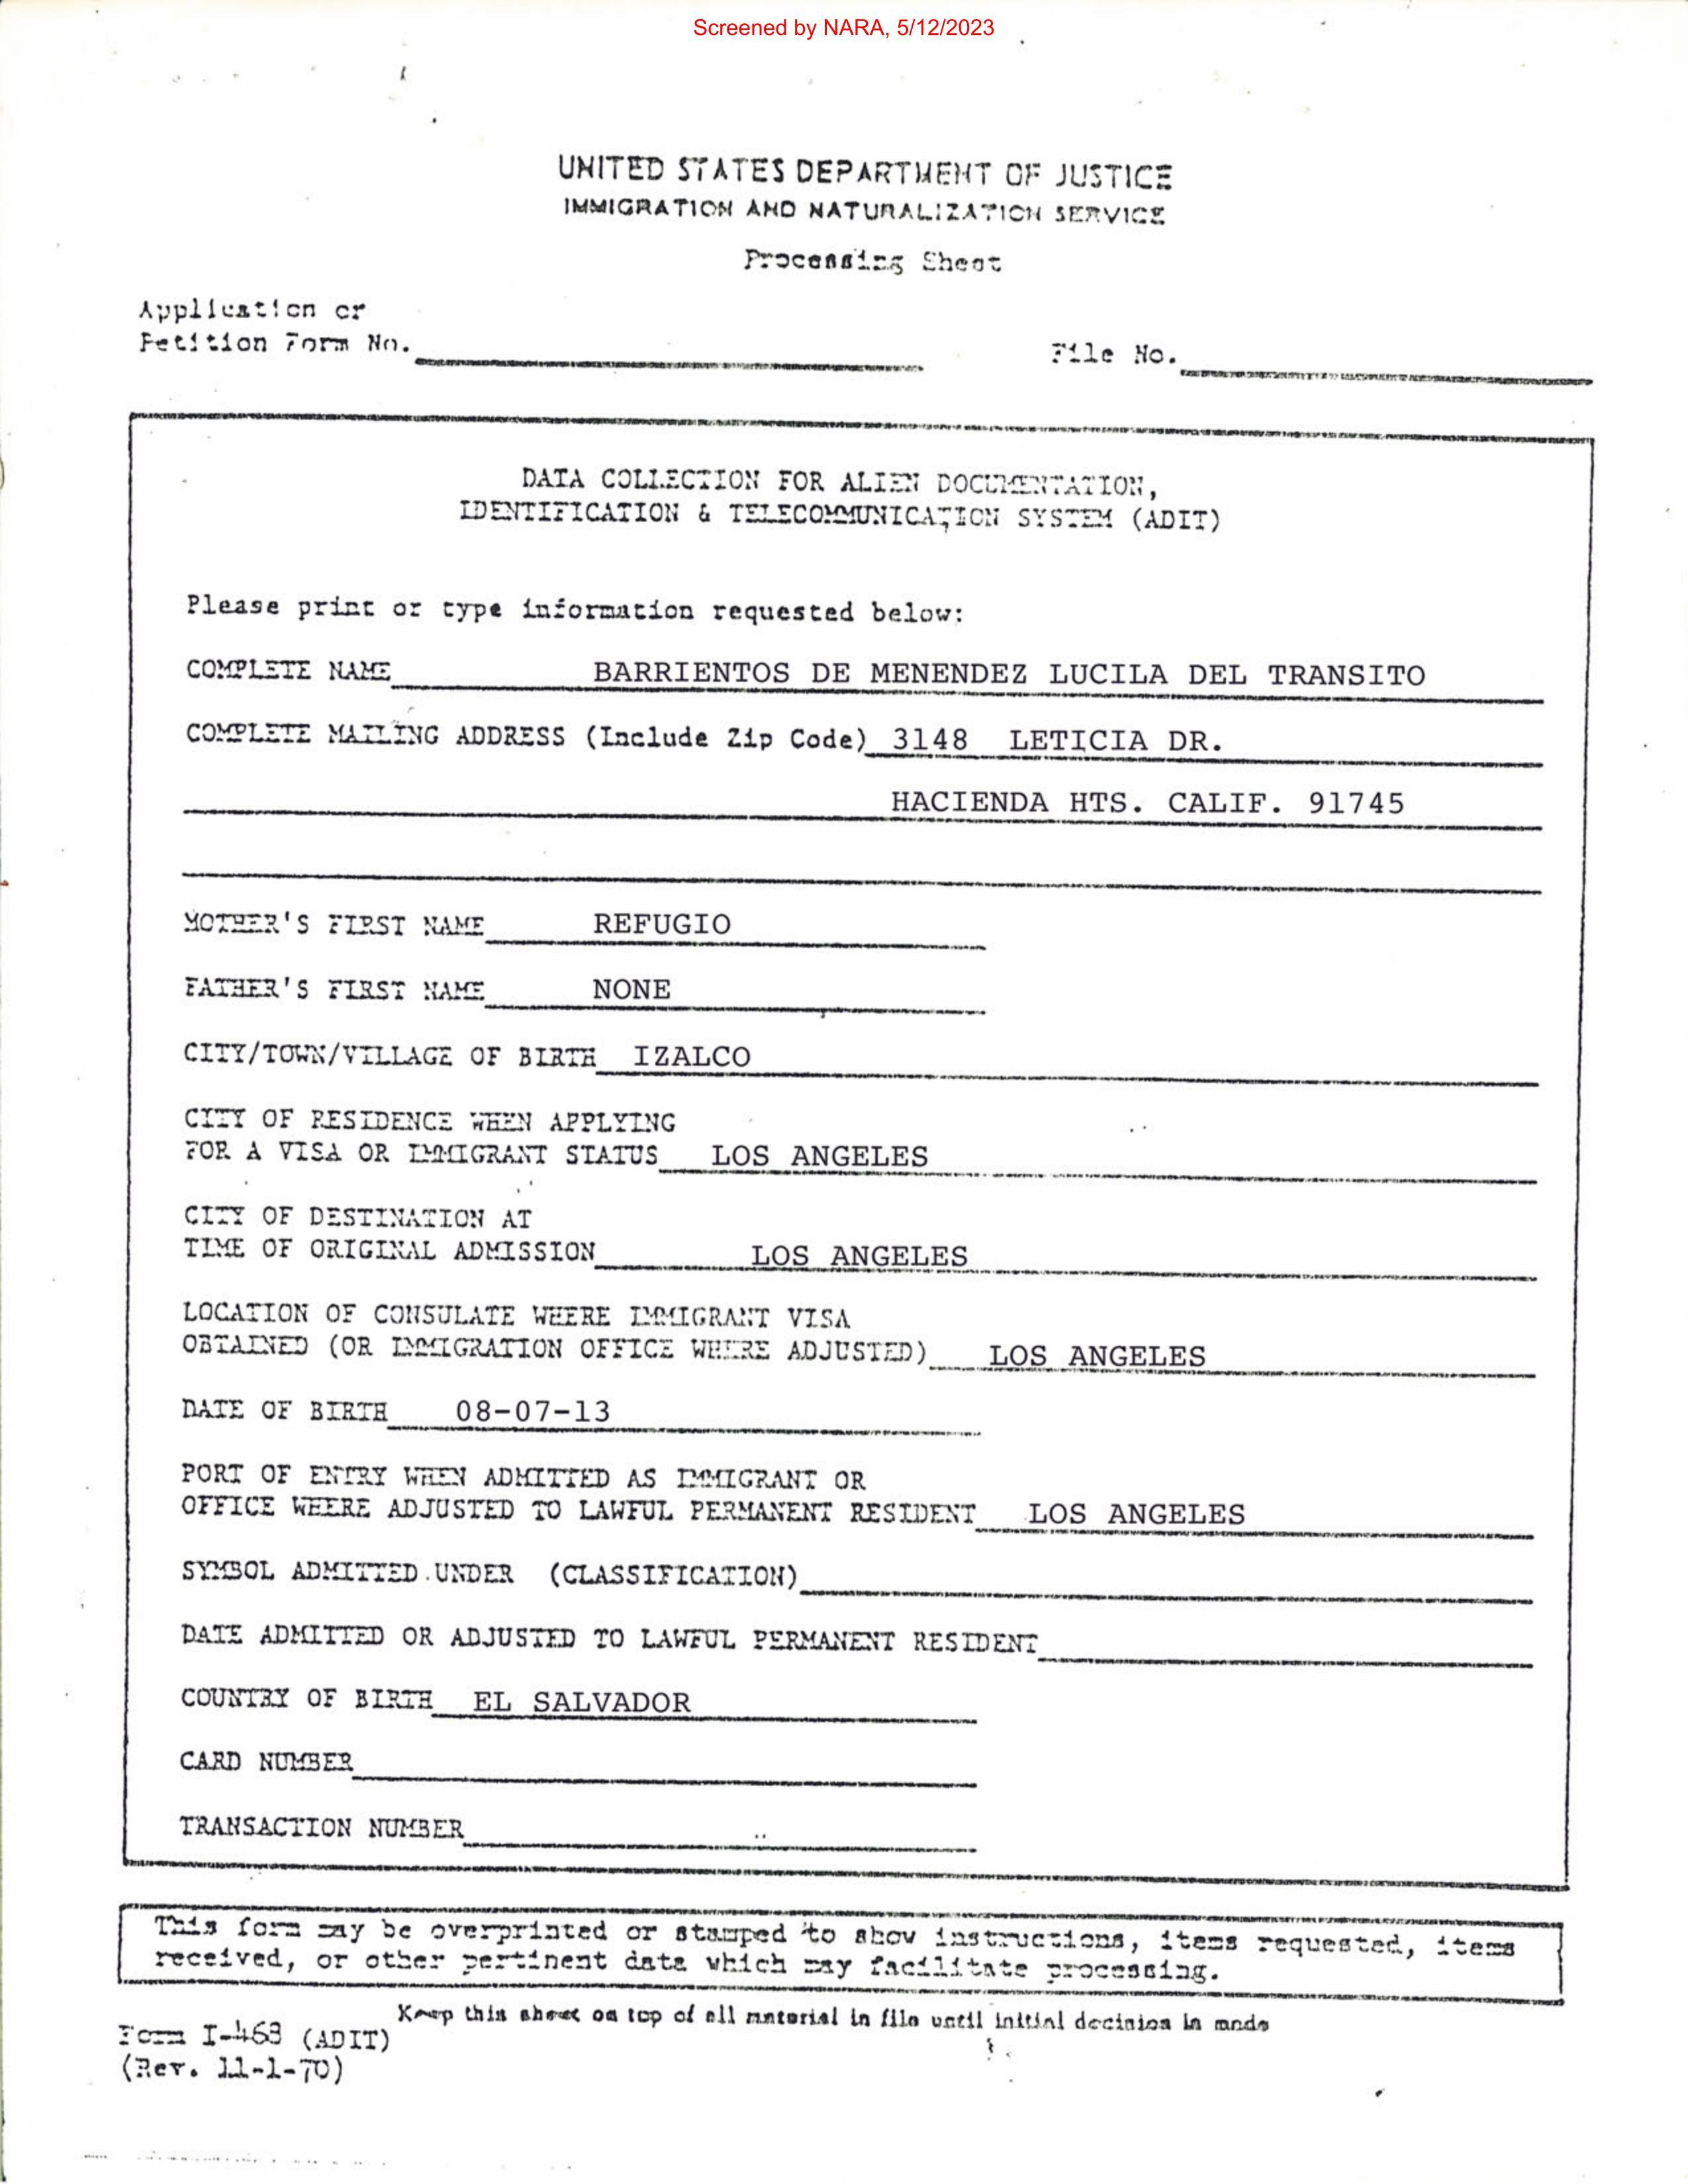 Screened by NARA, 5/12/2023
UNITED STATES DEPARTMENT OF JUSTICE
IMMIGRATION AND NATURALIZATION SERVICE
Processing Sheet
Application or
Petition Form No.
File No.
DATA COLLECTION FOR ALIEN DOCUMENTATION,
IDENTIFICATION & TELECOMMUNICATION SYSTEM (ADIT)
Please print or type information requested below:
COMPLETE NAME BARRIENTOS DE MENENDEZ LUCILA DEL TRANSITO
COMPLETE MAILING ADDRESS (Include Zip Code) 3148 LETICIA DR.
HACIENDA HTS. CALIF. 91745
MOTHER'S FIRST NAME REFUGIO
FATHER'S FIRST NAME NONE
CITY/TOWN/VILLAGE OF BIRTH IZALCO
CITY OF RESIDENCE WHEN APPLYING
FOR A VISA OR IMMIGRANT STATUS LOS ANGELES
CITY OF DESTINATION AT
TIME OF ORIGINAL ADMISSION LOS ANGELES
LOCATION OF CONSULATE WHERE IMMIGRANT VISA
OBTAINED (OR IMMIGRATION OFFICE WHERE ADJUSTED) LOS ANGELES
DATE OF BIRTH 08-07-13
PORT OF ENTRY WHEN ADMITTED AS IMMIGRANT OR
OFFICE WHERE ADJUSTED TO LAWFUL PERMANENT RESIDENT LOS ANGELES
SYMBOL ADMITTED UNDER (CLASSIFICATION)
DATE ADMITTED OR ADJUSTED TO LAWFUL PERMANENT RESIDENT
COUNTRY OF BIRTH EL SALVADOR
CARD NUMBER
TRANSACTION NUMBER
This form may be overprinted or stamped to show instructions, items requested, items
received, or other pertinent data which may facilitate processing.
Keep this sheet on top of all material in file until initial decision is made
Form I-468 (ADIT)
(Rev. 11-1-70)